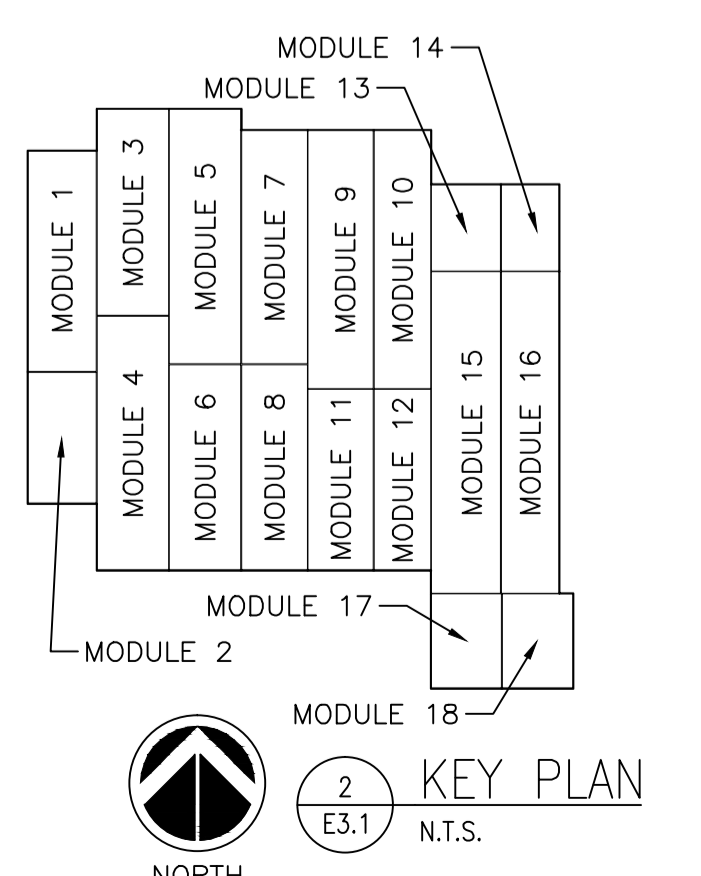 MODULE 14
MODULE 13
MODULE 1
MODULE 3
MODULE 5
MODULE 7
MODULE 9
MODULE 10
MODULE 4
MODULE 6
MODULE 8
MODULE 11
MODULE 12
MODULE 15
MODULE 16
MODULE 17
MODULE 2
MODULE 18
2
E3.1
KEY PLAN
N.T.S.
NORTH